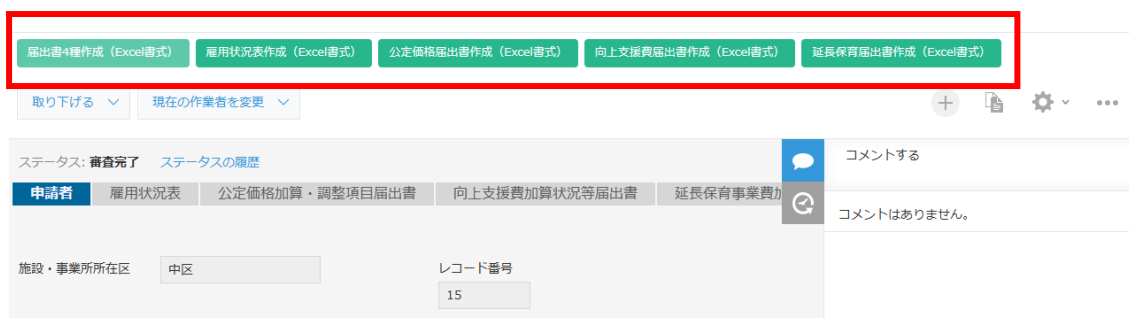 届出書4種作成（Excel書式） 雇用状況表作成（Excel書式） 公定価格届出書作成（Excel書式） 向上支援費届出書作成（Excel書式） 延長保育届出書作成（Excel書式）
取り下げる 現在の作業者を変更
ステータス: 審査完了 ステータスの履歴
コメントする
申請者 雇用状況表 公定価格加算・調整項目届出書 向上支援費加算状況等届出書 延長保育事業費加
コメントはありません。
施設・事業所所在区 中区
レコード番号
15